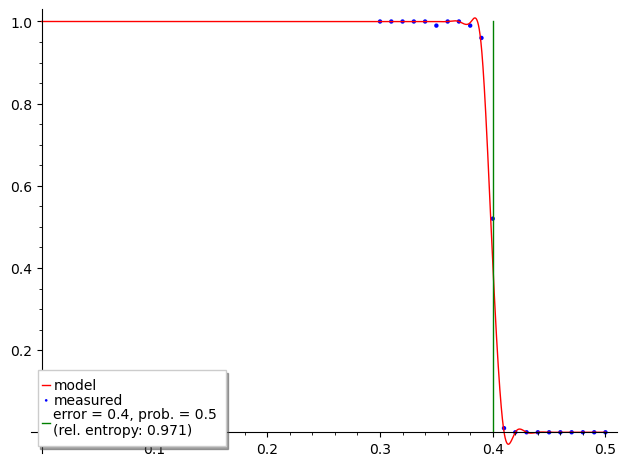 1.0
0.8
0.6
0.4
0.2
model
measured
error = 0.4, prob. = 0.5
(rel. entropy: 0.971)
0.1 0.2 0.3 0.4 0.5